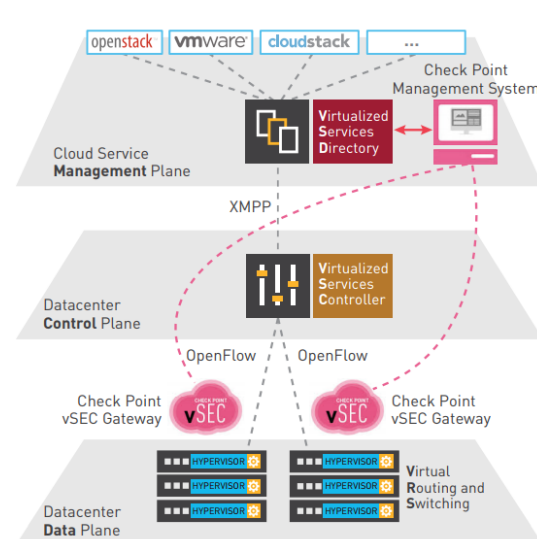 openstack
vmware
cloudstack
...
Check Point
Management System
Virtualized
Services
Directory
Cloud Service
Management Plane
XMPP
Virtualized
Services
Controller
Datacenter
Control Plane
OpenFlow
OpenFlow
Check Point
vSEC Gateway
CHECK POINT
vSEC
CHECK POINT
vSEC
Check Point
vSEC Gateway
HYPERVISOR
HYPERVISOR
HYPERVISOR
HYPERVISOR
HYPERVISOR
HYPERVISOR
Virtual
Routing and
Switching
Datacenter
Data Plane